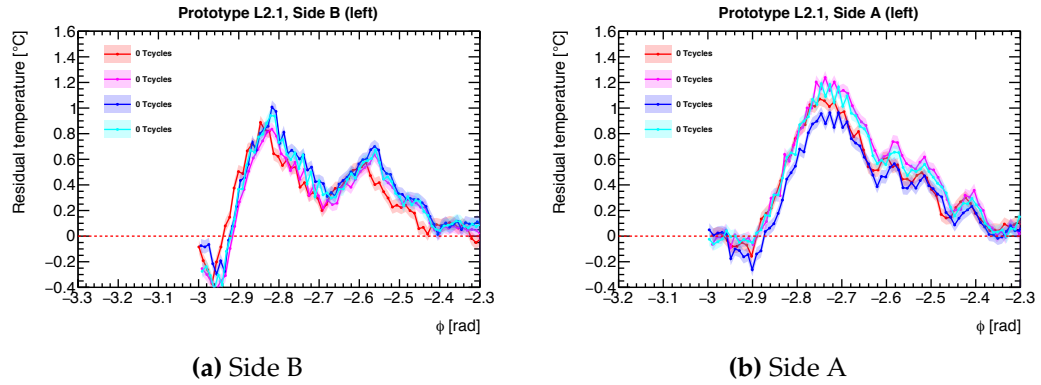 Prototype L2.1, Side B (left)
Residual temperature [°C]
1.6
1.4
1.2
1
0.8
0.6
0.4
0.2
0
−0.2
−0.4
0 Tcycles
0 Tcycles
0 Tcycles
0 Tcycles
−3.3 −3.2 −3.1 −3 −2.9 −2.8 −2.7 −2.6 −2.5 −2.4 −2.3
ϕ [rad]
(a) Side B
Prototype L2.1, Side A (left)
Residual temperature [°C]
1.6
1.4
1.2
1
0.8
0.6
0.4
0.2
0
−0.2
−0.4
0 Tcycles
0 Tcycles
0 Tcycles
0 Tcycles
−3.2 −3.1 −3 −2.9 −2.8 −2.7 −2.6 −2.5 −2.4 −2.3
ϕ [rad]
(b) Side A